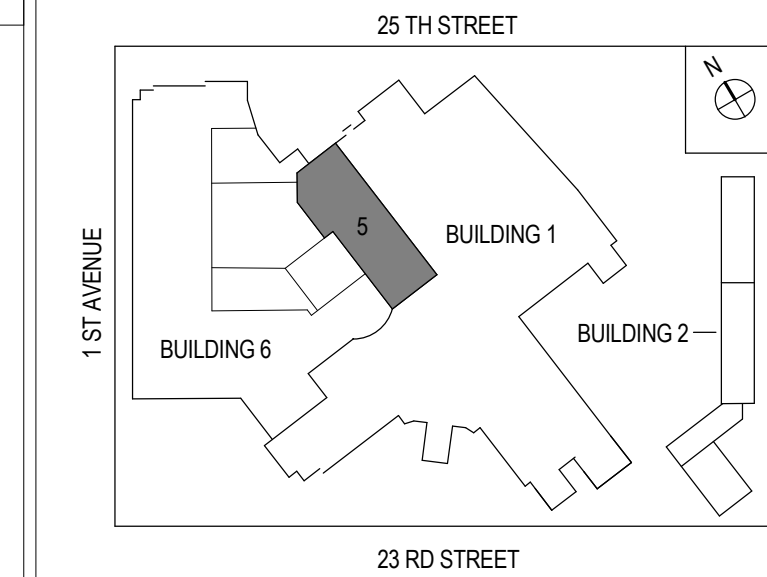 25 TH STREET
N
5
BUILDING 1
1 ST AVENUE
BUILDING 2
BUILDING 6
23 RD STREET